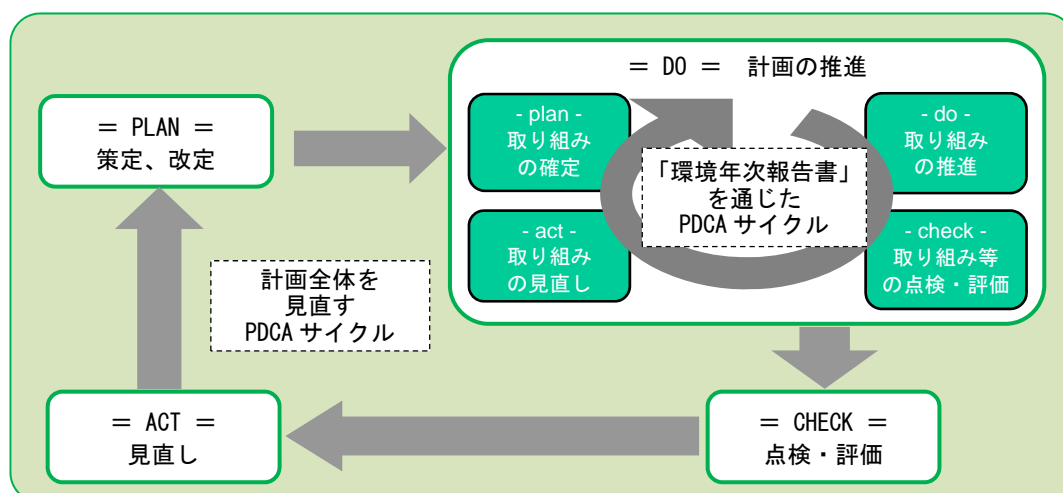 ＝ DO ＝ 計画の推進
＝ PLAN ＝
策定、改定
- plan -
取り組み
の確定
- do -
取り組み
の推進
「環境年次報告書」
を通じた
PDCA サイクル
- act -
取り組み
の見直し
- check -
取り組み等
の点検・評価
計画全体を
見直す
PDCA サイクル
＝ ACT ＝
見直し
＝ CHECK ＝
点検・評価